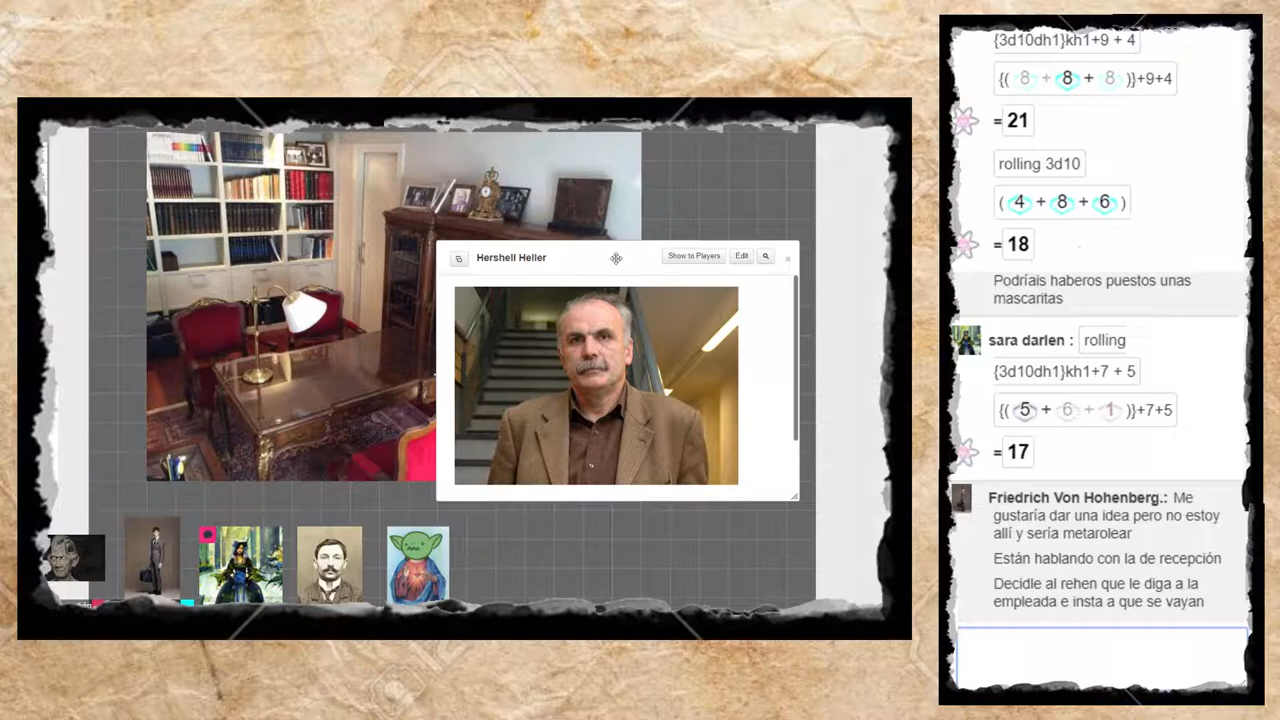 Hershell Heller
Show to Players
Edit
{3d10dh1}kh1+9 + 4
{( 8 + 8 + 8 )}+9+4
=21
rolling 3d10
( 4 + 8 + 6 )
=18
Podríais haberos puestos unas
mascaritas
sara darlen : rolling
{3d10dh1}kh1+7 + 5
{( 5 + 6 + 1 )}+7+5
=17
Friedrich Von Hohenberg.: Me
gustaría dar una idea pero no estoy
allí y sería metarolear
Están hablando con la de recepción
Decidle al rehen que le diga a la
empleada e insta a que se vayan